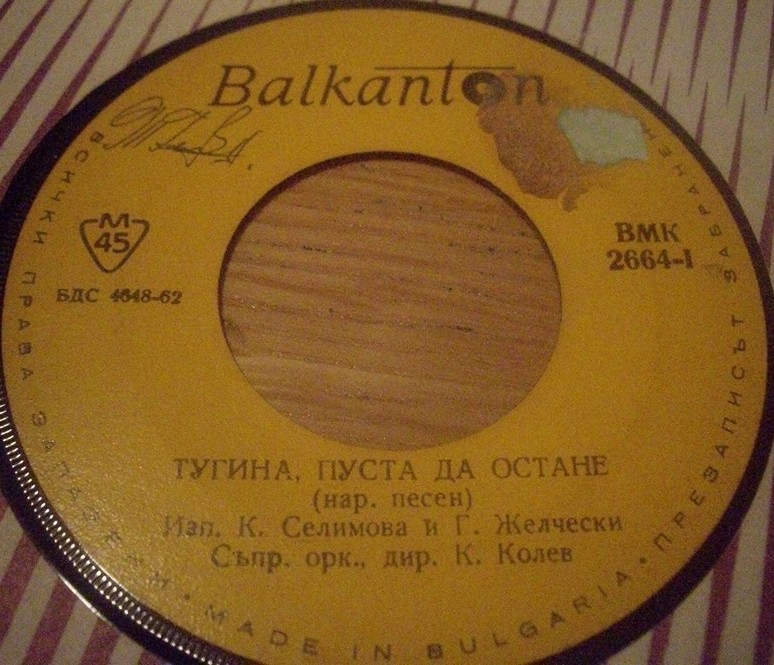 Balkanton
М
45
БДС 4648-62
ВМК
2664-I
ТУГИНА, ПУСТА ДА ОСТАНЕ
(нар. песен)
Изп. К. Селимова и Г. Желчески
Съпр. орк., дир. К. Колев
ВСИЧКИ ПРАВА ЗАПАЗЕНИ • MADE IN BULGARIA • ПРЕЗАПИСЪТ ЗАБРАНЕН